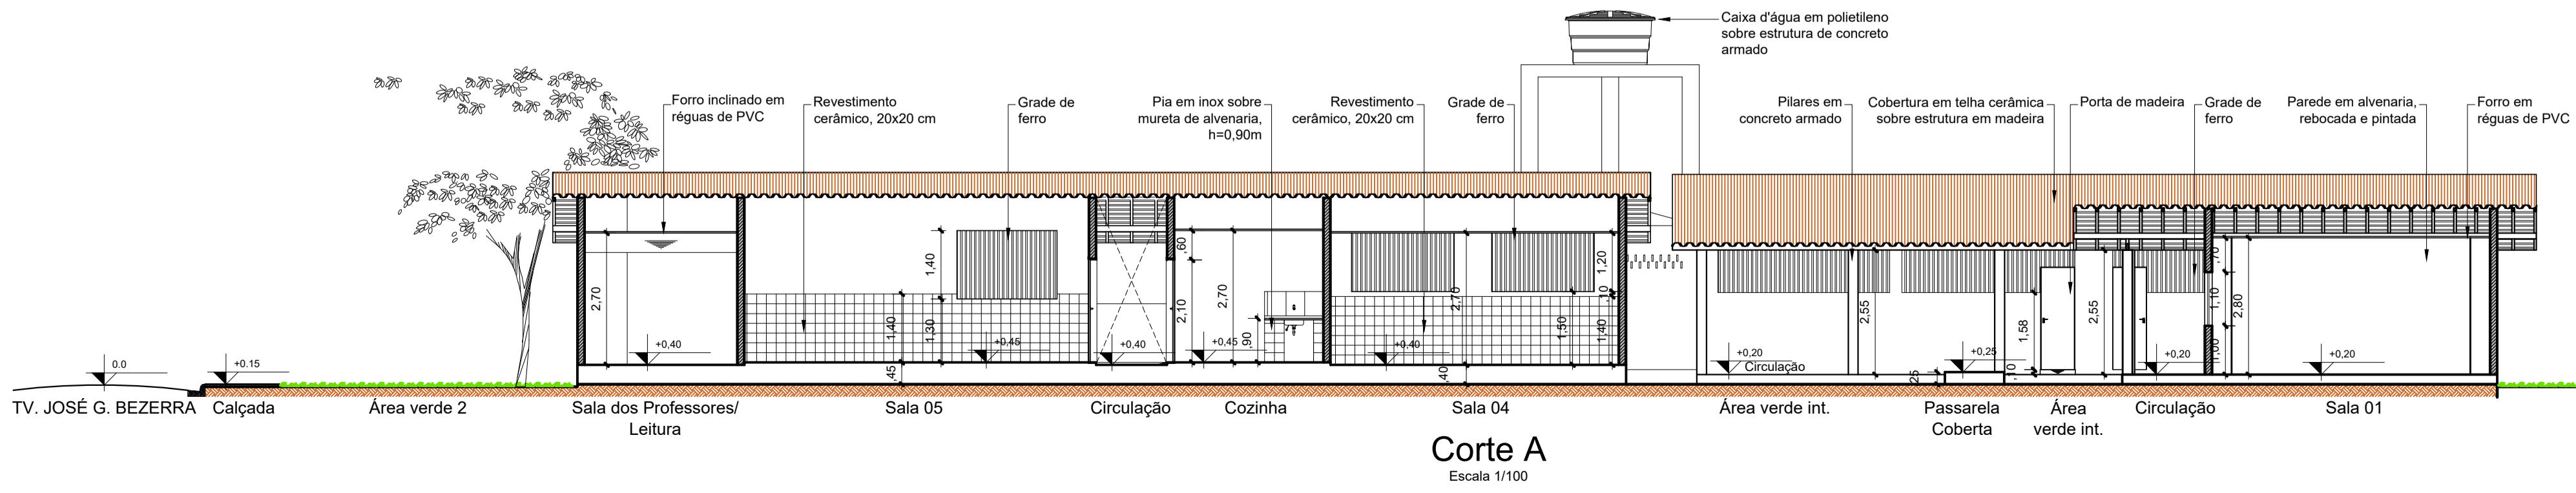 Caixa d'água em polietileno
sobre estrutura de concreto
armado
Forro inclinado em
réguas de PVC
Revestimento
cerâmico, 20x20 cm
Grade de
ferro
Pia em inox sobre
mureta de alvenaria,
h=0,90m
Revestimento
cerâmico, 20x20 cm
Grade de
ferro
Pilares em
concreto armado
Cobertura em telha cerâmica
sobre estrutura em madeira
Porta de madeira
Grade de
ferro
Parede em alvenaria,
rebocada e pintada
Forro em
réguas de PVC
2,70
1,40
1,40
1,30
,45
,60
2,10
2,70
,90
2,70
1,20
,10
1,50
1,40
,40
2,55
,25
1,58
,10
2,55
,70
1,10
1,00
2,80
0.0
+0.15
+0,40
+0,45
+0,40
+0,45
+0,40
+0,20
Circulação
+0,25
+0,20
+0,20
TV. JOSÉ G. BEZERRA
Calçada
Área verde 2
Sala dos Professores/
Leitura
Sala 05
Circulação
Cozinha
Sala 04
Área verde int.
Passarela
Coberta
Área
verde int.
Circulação
Sala 01
Corte A
Escala 1/100